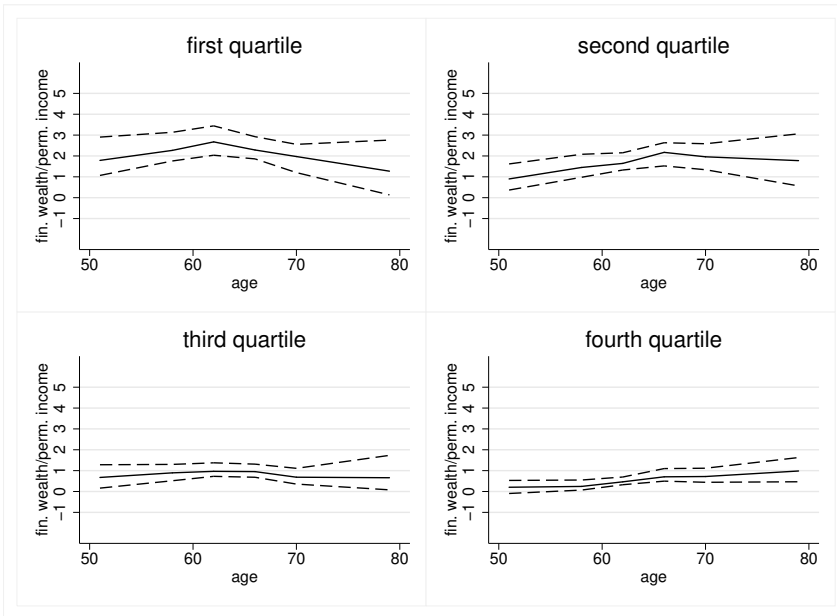 first quartile
fin. wealth/perm. income
5
4
3
2
1
0
−1
50 60 70 80
age
second quartile
fin. wealth/perm. income
5
4
3
2
1
0
−1
50 60 70 80
age
third quartile
fin. wealth/perm. income
5
4
3
2
1
0
−1
50 60 70 80
age
fourth quartile
fin. wealth/perm. income
5
4
3
2
1
0
−1
50 60 70 80
age